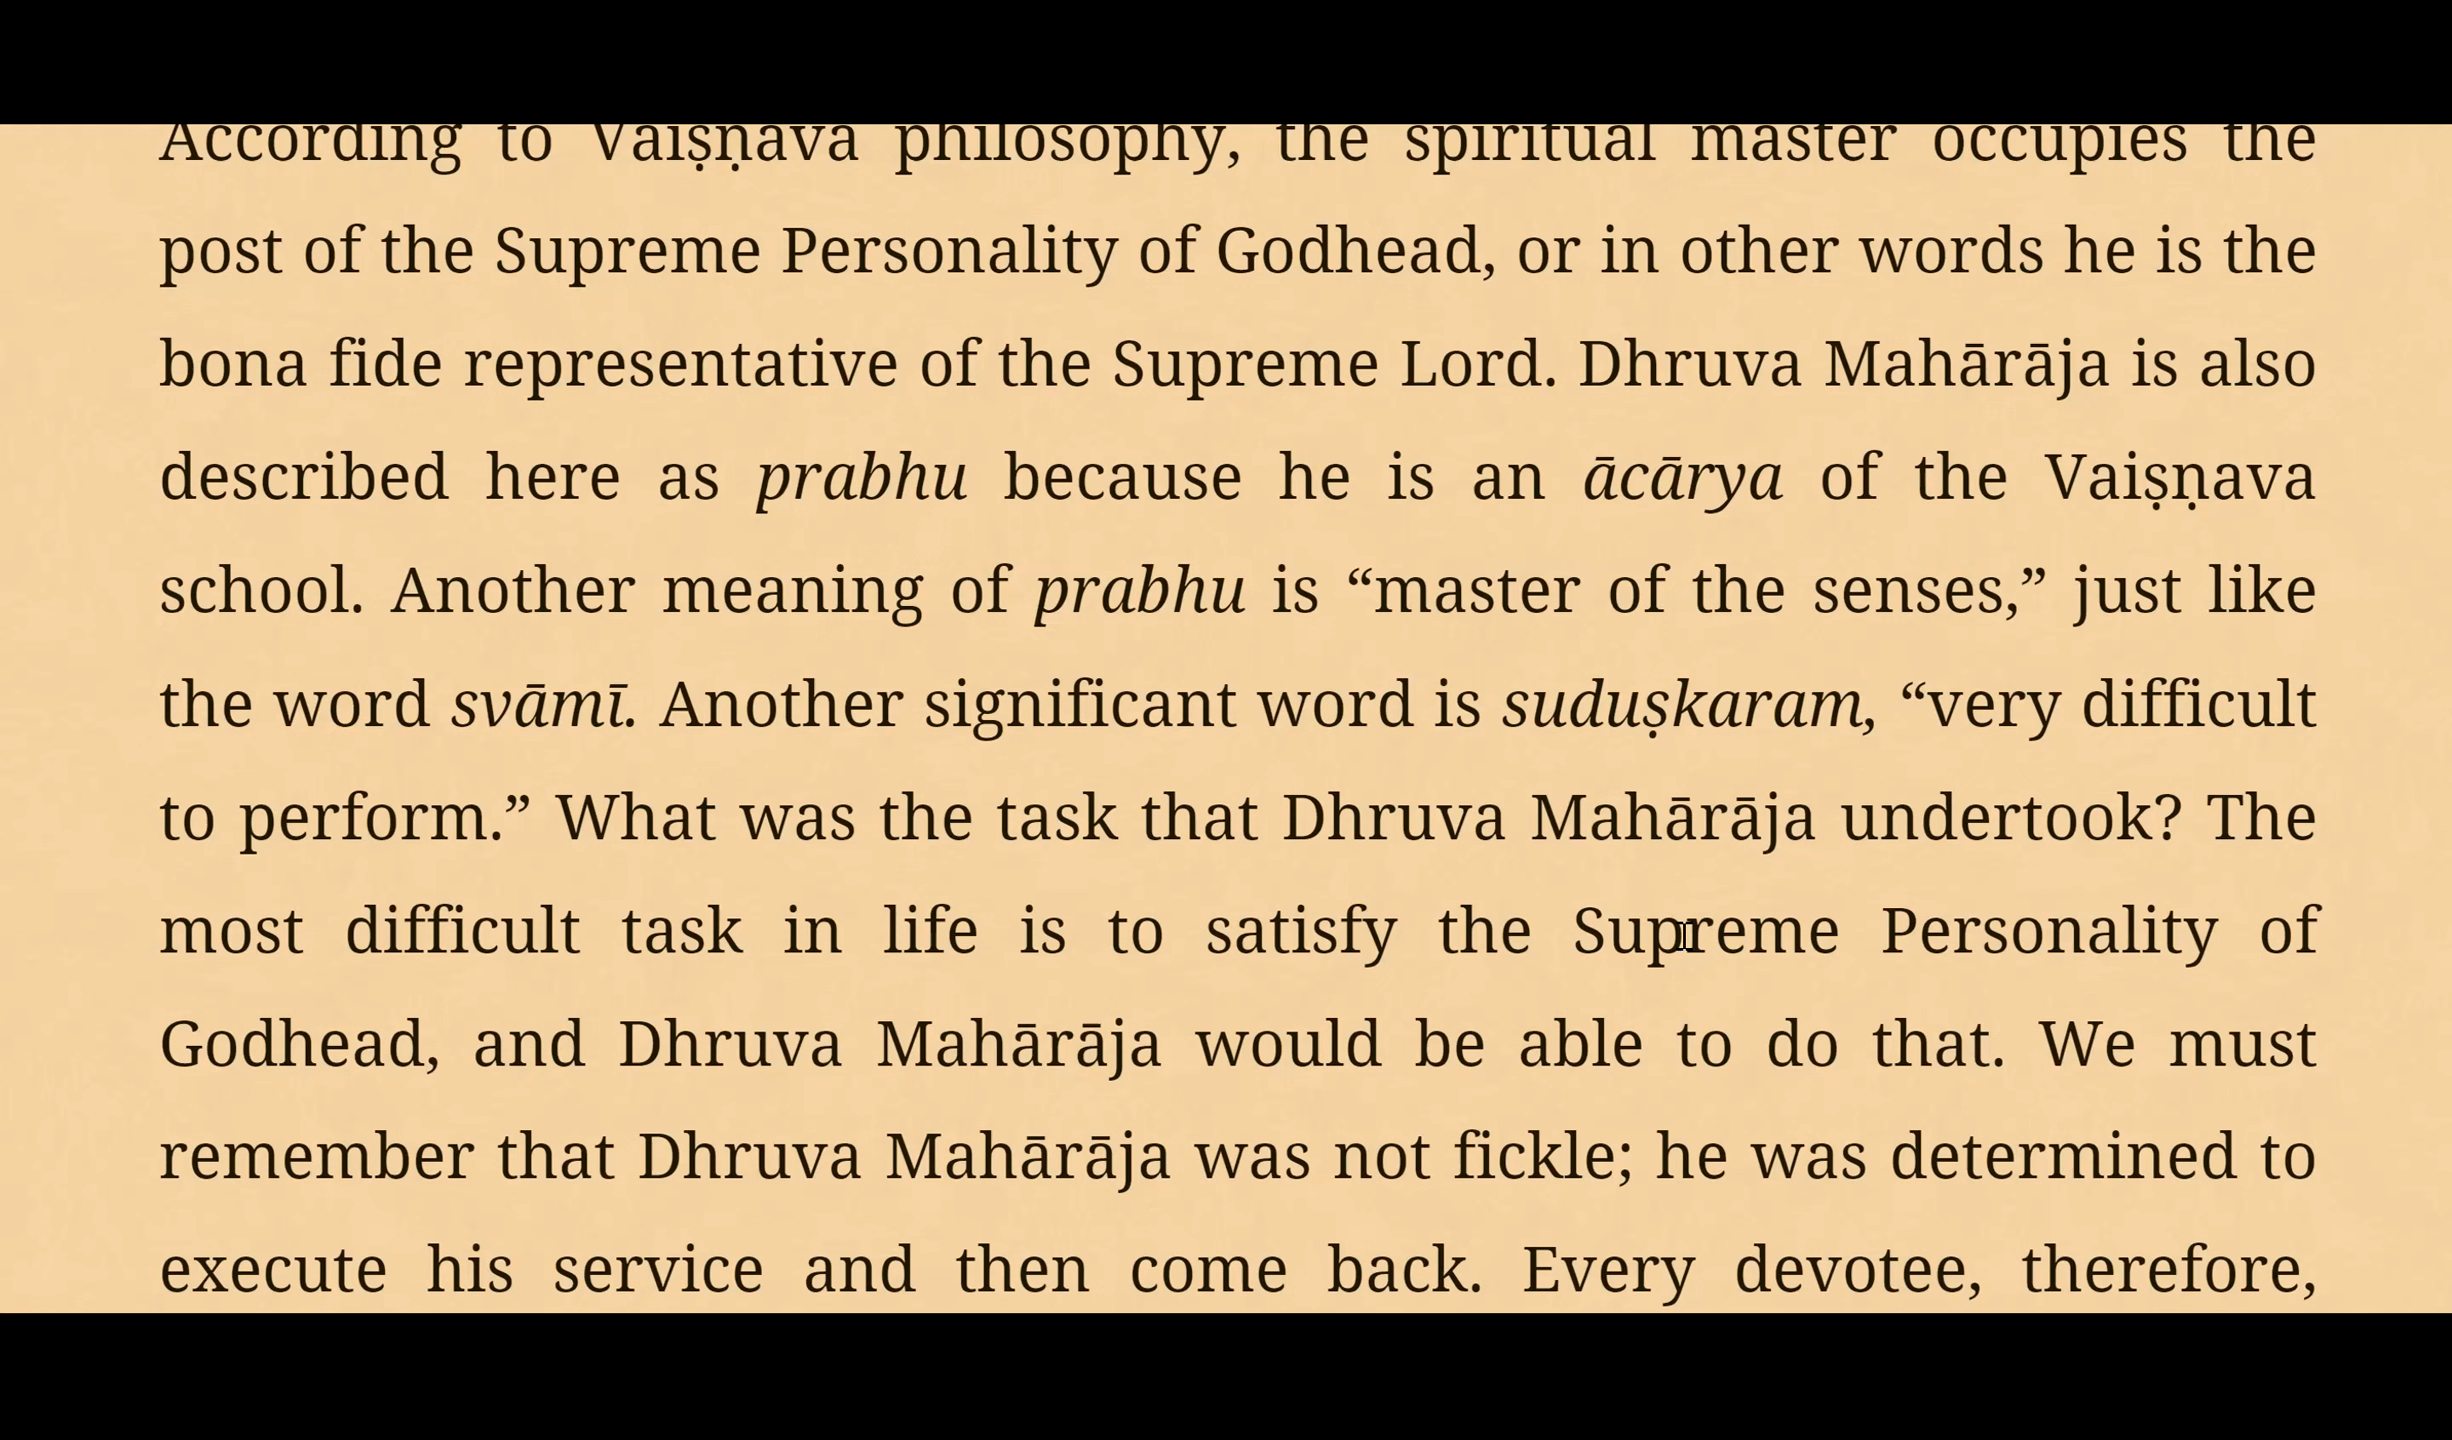 According to Vaiṣṇava philosophy, the spiritual master occupies the
post of the Supreme Personality of Godhead, or in other words he is the
bona fide representative of the Supreme Lord. Dhruva Mahārāja is also
described here as prabhu because he is an ācārya of the Vaiṣṇava
school. Another meaning of prabhu is “master of the senses,” just like
the word svāmī. Another significant word is suduṣkaram, “very difficult
to perform.” What was the task that Dhruva Mahārāja undertook? The
most difficult task in life is to satisfy the Supreme Personality of
Godhead, and Dhruva Mahārāja would be able to do that. We must
remember that Dhruva Mahārāja was not fickle; he was determined to
execute his service and then come back. Every devotee, therefore,